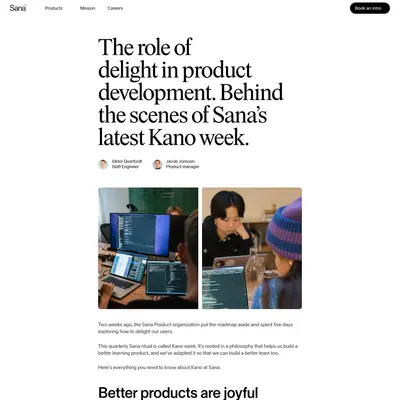 Sana
Products
Mission
Careers
Book an intro
The role of
delight in product
development. Behind
the scenes of Sana's
latest Kano week.
Viktor Qvarfordt
Staff Engineer
Jacob Jonsson
Product manager
Two weeks ago, the Sana Product organization put the roadmap aside and spent five days
exploring how to delight our users.
This quarterly Sana ritual is called Kano week. It's rooted in a philosophy that helps us build a
better learning product, and we've adapted it so that we can build a better team too.
Here's everything you need to know about Kano at Sana.
Better products are joyful